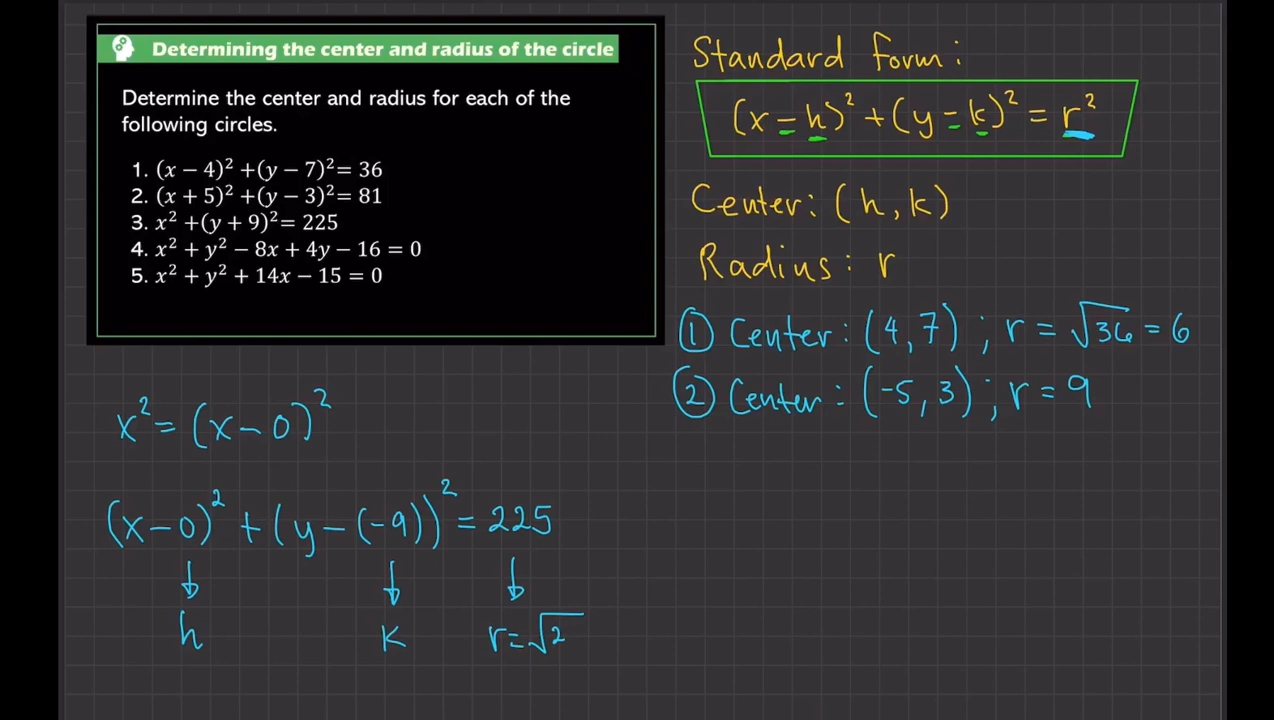 Determining the center and radius of the circle
Determine the center and radius for each of the
following circles.
1. (x − 4)² +(y − 7)²= 36
2. (x + 5)² +(y − 3)²= 81
3. x² +(y + 9)²= 225
4. x² + y² − 8x + 4y − 16 = 0
5. x² + y² + 14x − 15 = 0
Standard form:
(x − h)² + (y − k)² = r²
Center: (h, k)
Radius: r
① Center: (4, 7) ; r = √36 = 6
② Center: (-5, 3) ; r = 9
x² = (x − 0)²
(x − 0)² + (y − (-9))² = 225
↓ ↓ ↓
h k r = √2